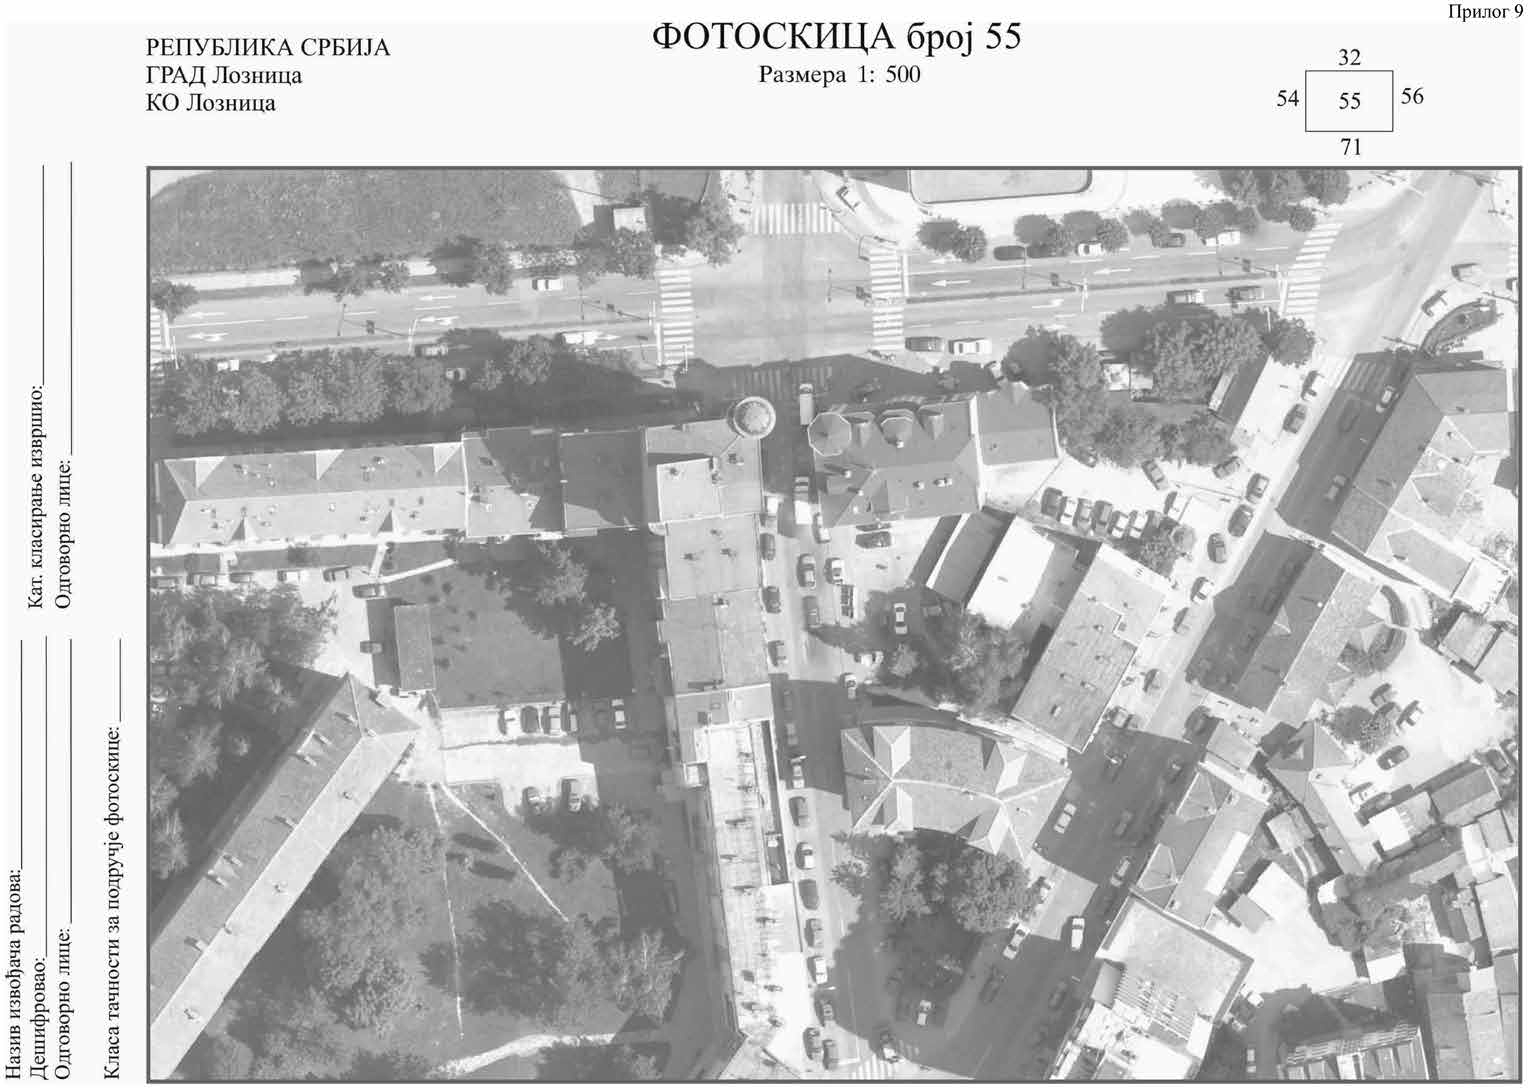 Прилог 9
ФОТОСКИЦА број 55
Размера 1: 500
РЕПУБЛИКА СРБИЈА
ГРАД Лозница
КО Лозница
32
54 55 56
71
Кат. класирање извршио:
Одговорно лице:
Назив извођача радова:
Дешифровао:
Одговорно лице:
Класа тачности за подручје фотоскице: